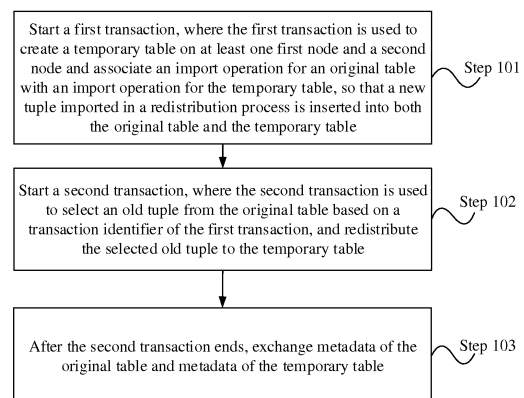 Start a first transaction, where the first transaction is used to
create a temporary table on at least one first node and a second
node and associate an import operation for an original table
with an import operation for the temporary table, so that a new
tuple imported in a redistribution process is inserted into both
the original table and the temporary table
Step 101
Start a second transaction, where the second transaction is used
to select an old tuple from the original table based on a
transaction identifier of the first transaction, and redistribute
the selected old tuple to the temporary table
Step 102
After the second transaction ends, exchange metadata of the
original table and metadata of the temporary table
Step 103